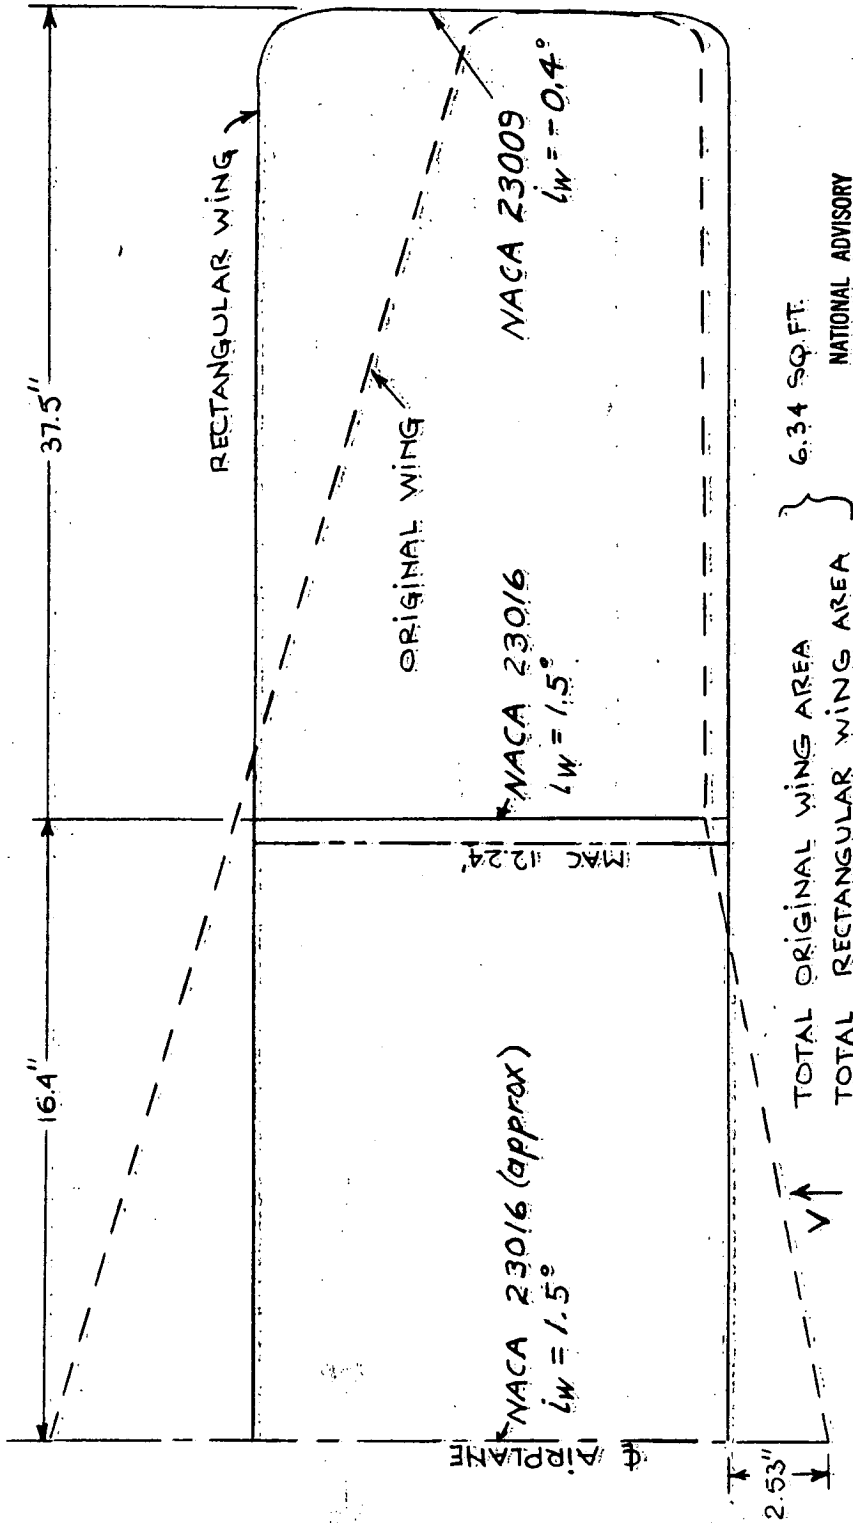 16.4"
37.5"
RECTANGULAR WING
ORIGINAL WING
NACA 23016 (approx)
iw = 1.5°
NACA 23016
iw = 1.5°
NACA 23009
iw = -0.4°
MAC 12.24'
℄ AIRPLANE
2.53"
V
TOTAL ORIGINAL WING AREA
TOTAL RECTANGULAR WING AREA } 6.34 SQ FT.
NATIONAL ADVISORY